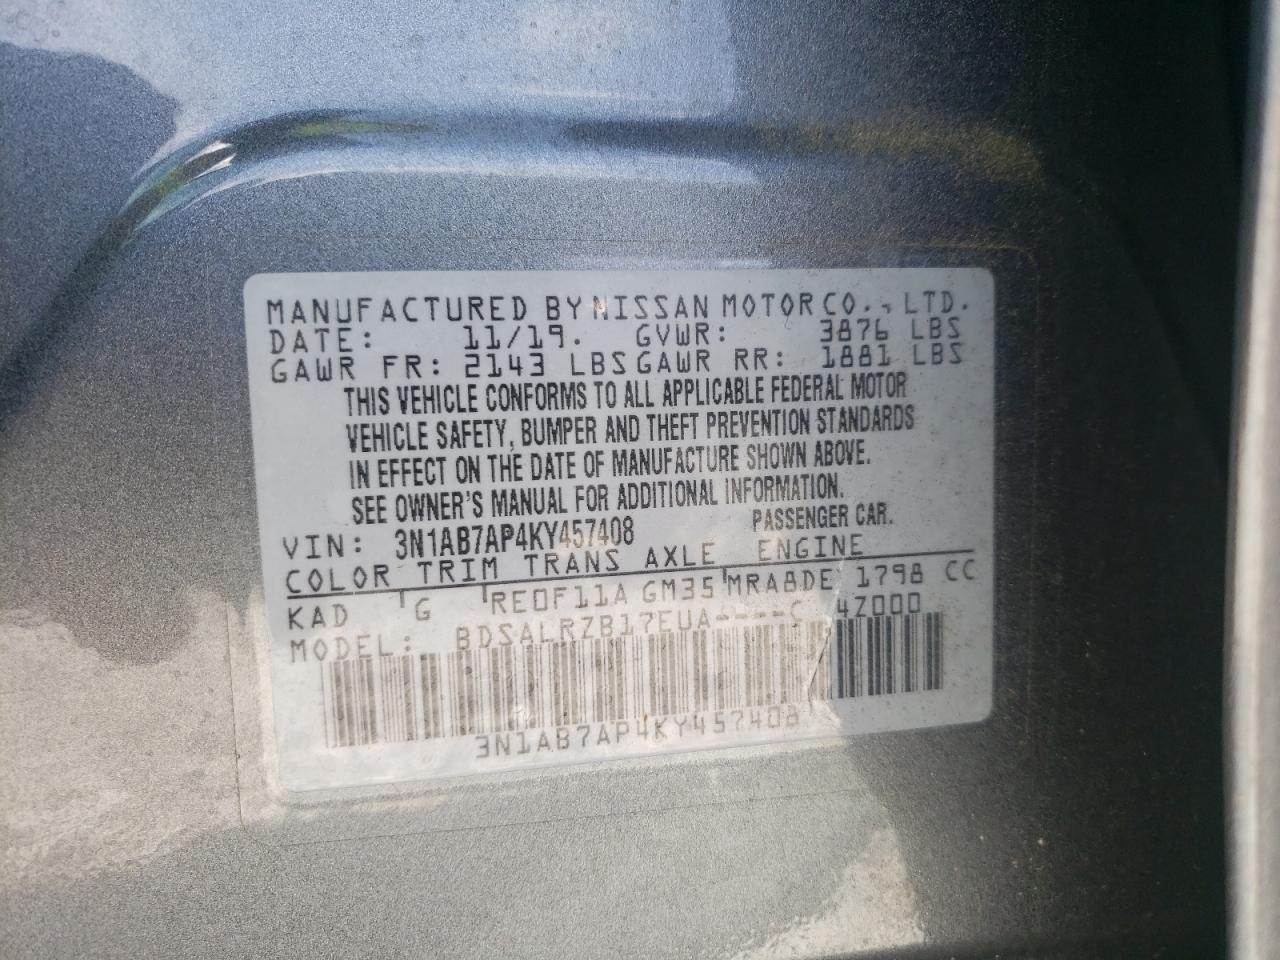 MANUFACTURED BY NISSAN MOTOR CO., LTD.
DATE: 11/19. GVWR: 3876 LBS
GAWR FR: 2143 LBS GAWR RR: 1881 LBS
THIS VEHICLE CONFORMS TO ALL APPLICABLE FEDERAL MOTOR
VEHICLE SAFETY, BUMPER AND THEFT PREVENTION STANDARDS
IN EFFECT ON THE DATE OF MANUFACTURE SHOWN ABOVE.
SEE OWNER'S MANUAL FOR ADDITIONAL INFORMATION.
VIN: 3N1AB7AP4KY457408 PASSENGER CAR.
COLOR TRIM TRANS AXLE ENGINE
KAD G RE0F11A GM35 MRA8DE 1798 CC
MODEL: BDSALRZB17EUA----C 4Z000
3N1AB7AP4KY457408